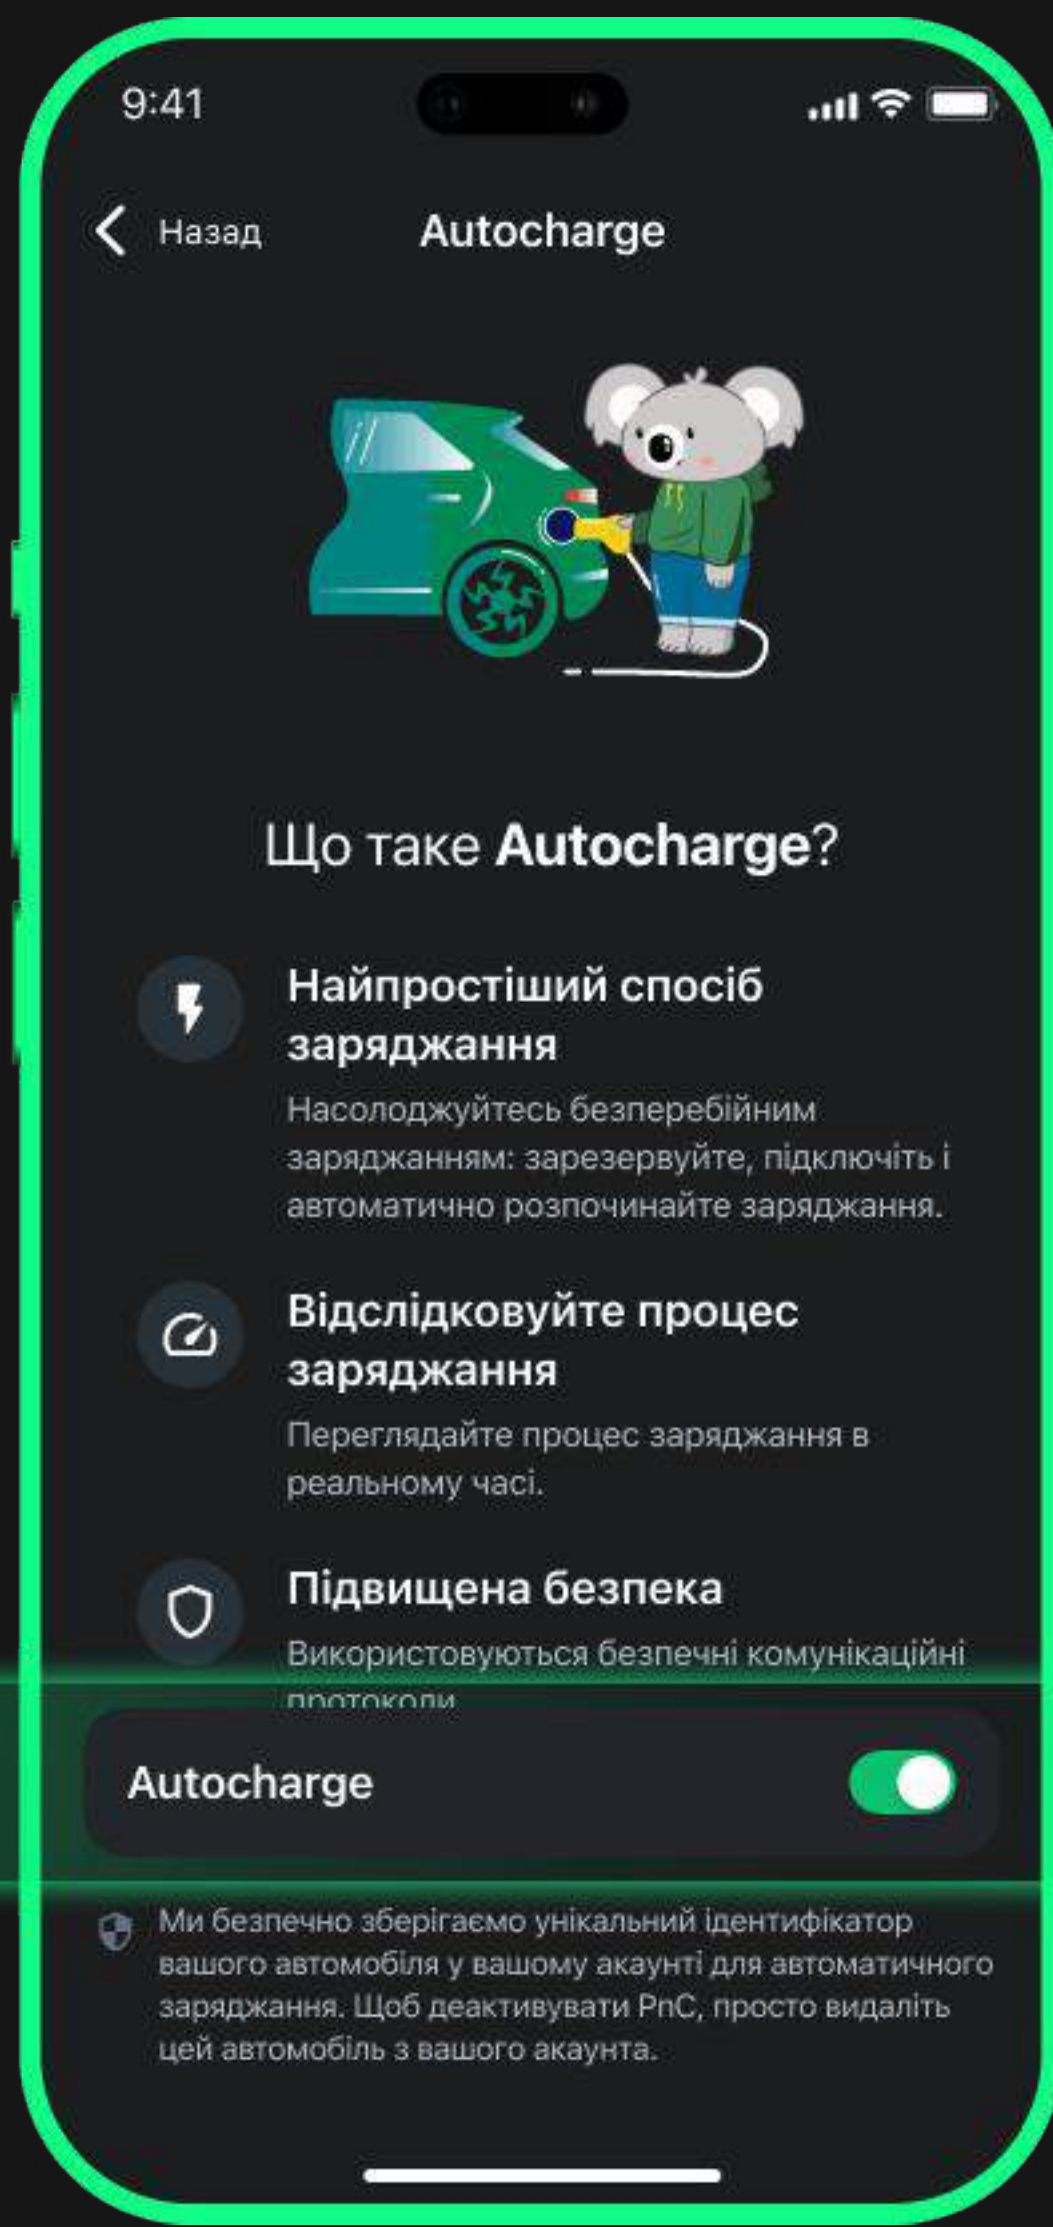 9:41
Назад
Autocharge
Що таке Autocharge?
Найпростіший спосіб
заряджання
Насолоджуйтесь безперебійним
заряджанням: зарезервуйте, підключіть і
автоматично розпочинайте заряджання.
Відслідковуйте процес
заряджання
Переглядайте процес заряджання в
реальному часі.
Підвищена безпека
Використовуються безпечні комунікаційні
протоколи
Autocharge
Ми безпечно зберігаємо унікальний ідентифікатор
вашого автомобіля у вашому акаунті для автоматичного
заряджання. Щоб деактивувати PnC, просто видаліть
цей автомобіль з вашого акаунта.